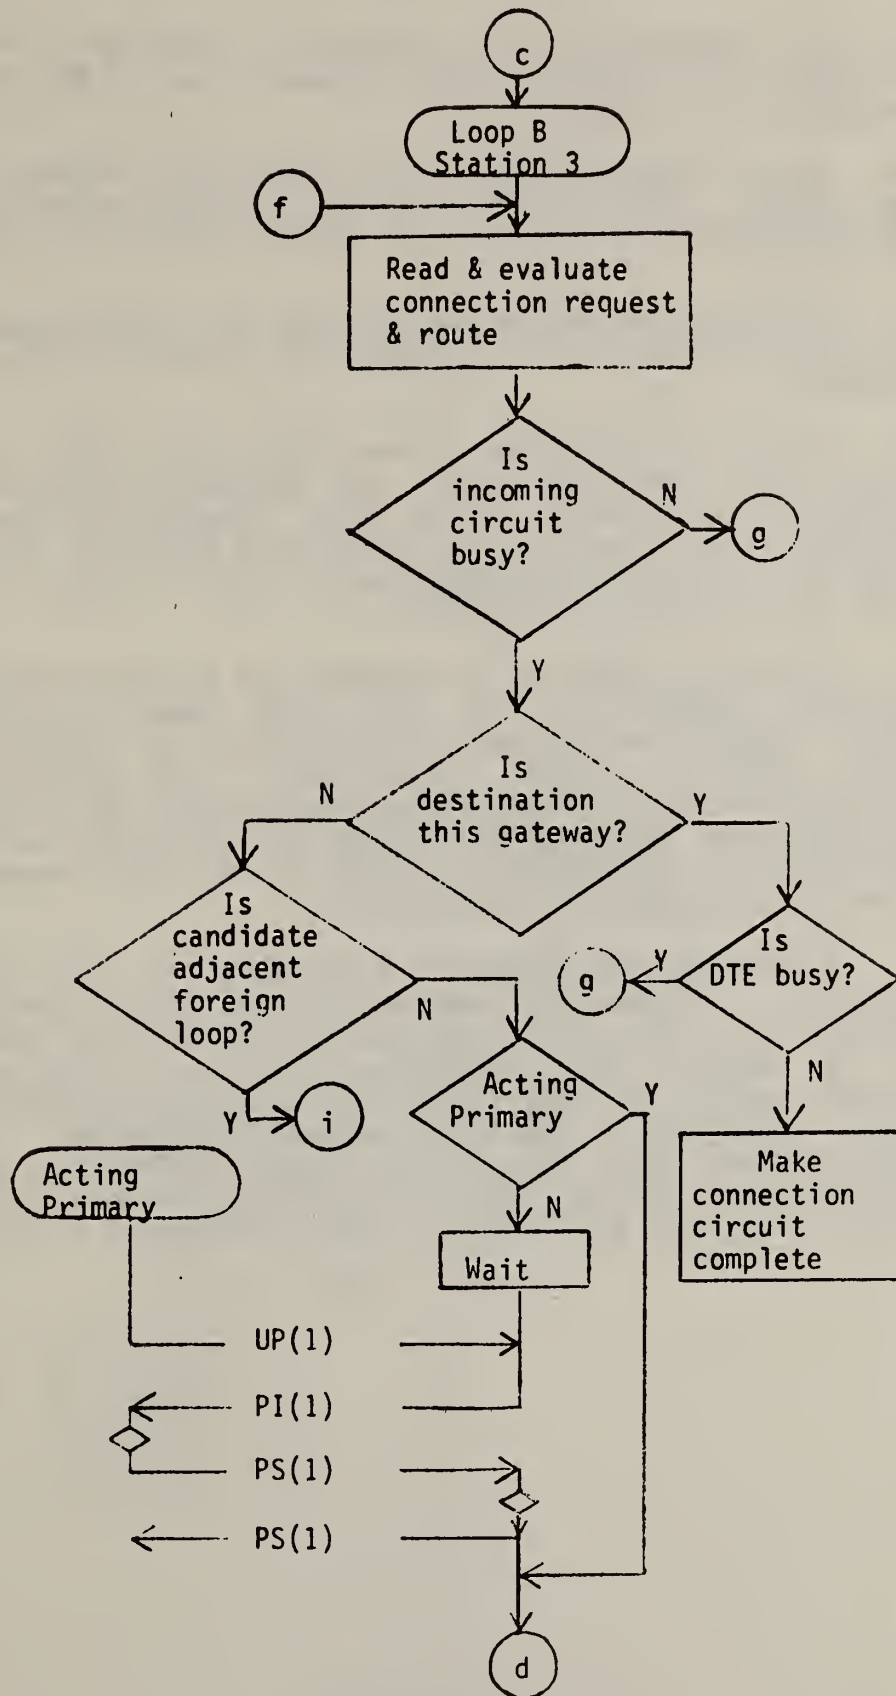 c
Loop B
Station 3
f
Read & evaluate
connection request
& route
Is
incoming
circuit
busy?
N
g
Y
Is
destination
this gateway?
N
Y
Is
candidate
adjacent
foreign
loop?
N
Y
i
Is
DTE busy?
Y
g
N
Make
connection
circuit
complete
Acting
Primary
Y
N
Wait
Acting
Primary
UP(1)
PI(1)
PS(1)
PS(1)
d